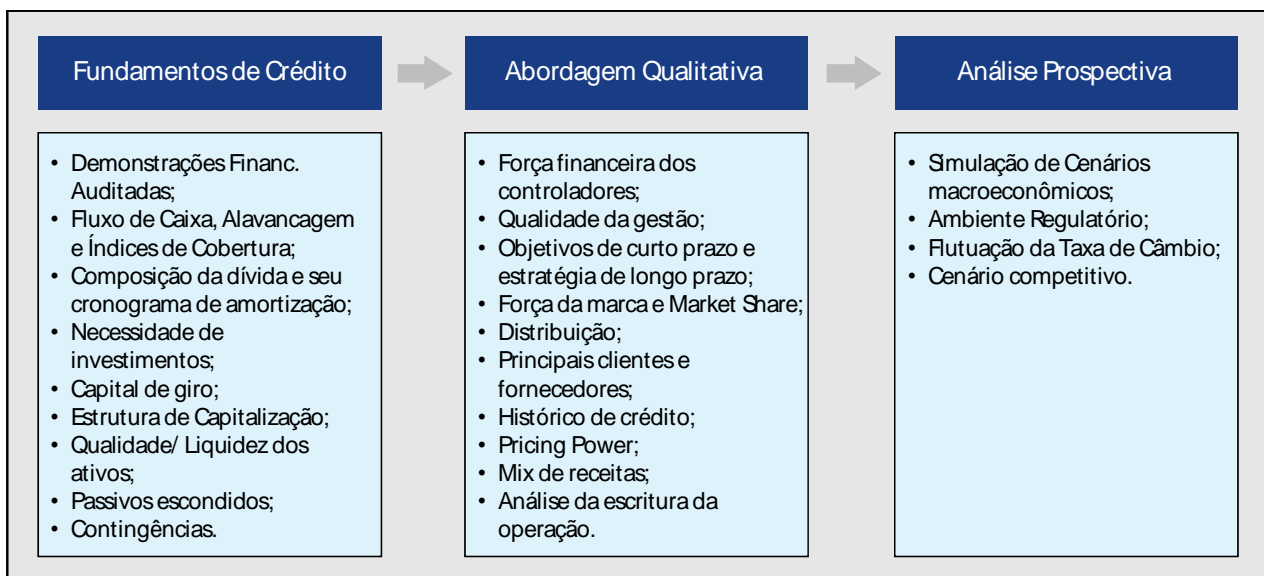 Fundamentos de Crédito
• Demonstrações Financ.
Auditadas;
• Fluxo de Caixa, Alavancagem
e Índices de Cobertura;
• Composição da dívida e seu
cronograma de amortização;
• Necessidade de
investimentos;
• Capital de giro;
• Estrutura de Capitalização;
• Qualidade/ Liquidez dos
ativos;
• Passivos escondidos;
• Contingências.
Abordagem Qualitativa
• Força financeira dos
controladores;
• Qualidade da gestão;
• Objetivos de curto prazo e
estratégia de longo prazo;
• Força da marca e Market Share;
• Distribuição;
• Principais clientes e
fornecedores;
• Histórico de crédito;
• Pricing Power;
• Mix de receitas;
• Análise da escritura da
operação.
Análise Prospectiva
• Simulação de Cenários
macroeconômicos;
• Ambiente Regulatório;
• Flutuação da Taxa de Câmbio;
• Cenário competitivo.